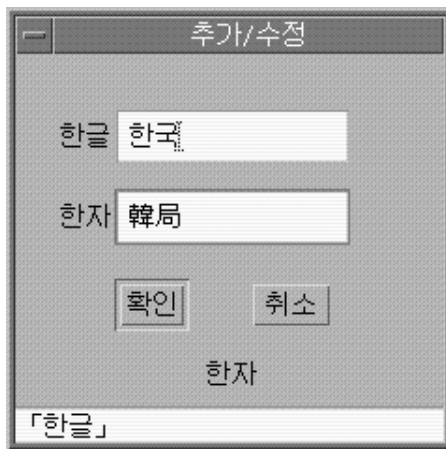 추가/수정
한글 한국
한자 韓局
확인 취소
한자
「한글」